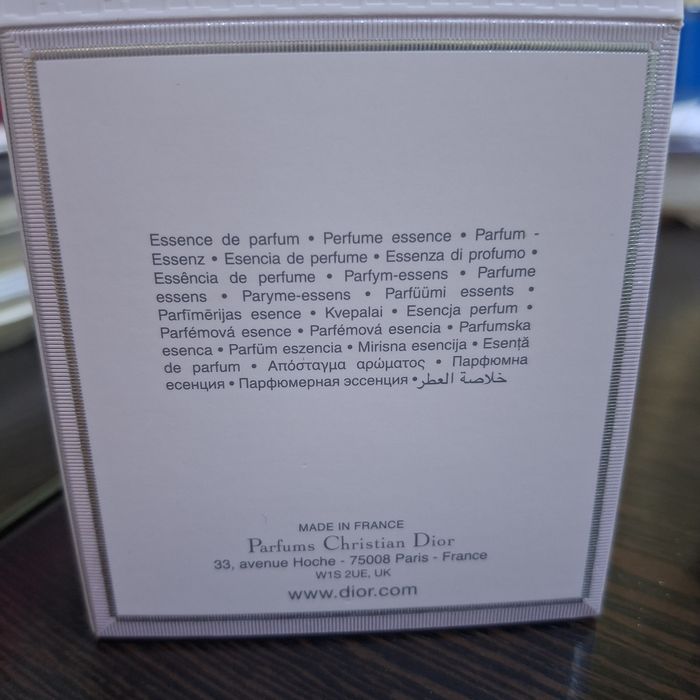 Essence de parfum • Perfume essence • Parfum -
Essenz • Esencia de perfume • Essenza di profumo •
Essência de perfume • Parfym-essens • Parfume
essens • Paryme-essens • Parfüümi essents •
Parfīmērijas esence • Kvepalai • Esencja perfum •
Parfémová esence • Parfémová esencia • Parfumska
esenca • Parfüm eszencia • Mirisna esencija • Esență
de parfum • Απόσταγμα αρώματος • Парфюмна
есенция • Парфюмерная эссенция • خلاصة العطر
MADE IN FRANCE
Parfums Christian Dior
33, avenue Hoche - 75008 Paris - France
W1S 2UE, UK
www.dior.com